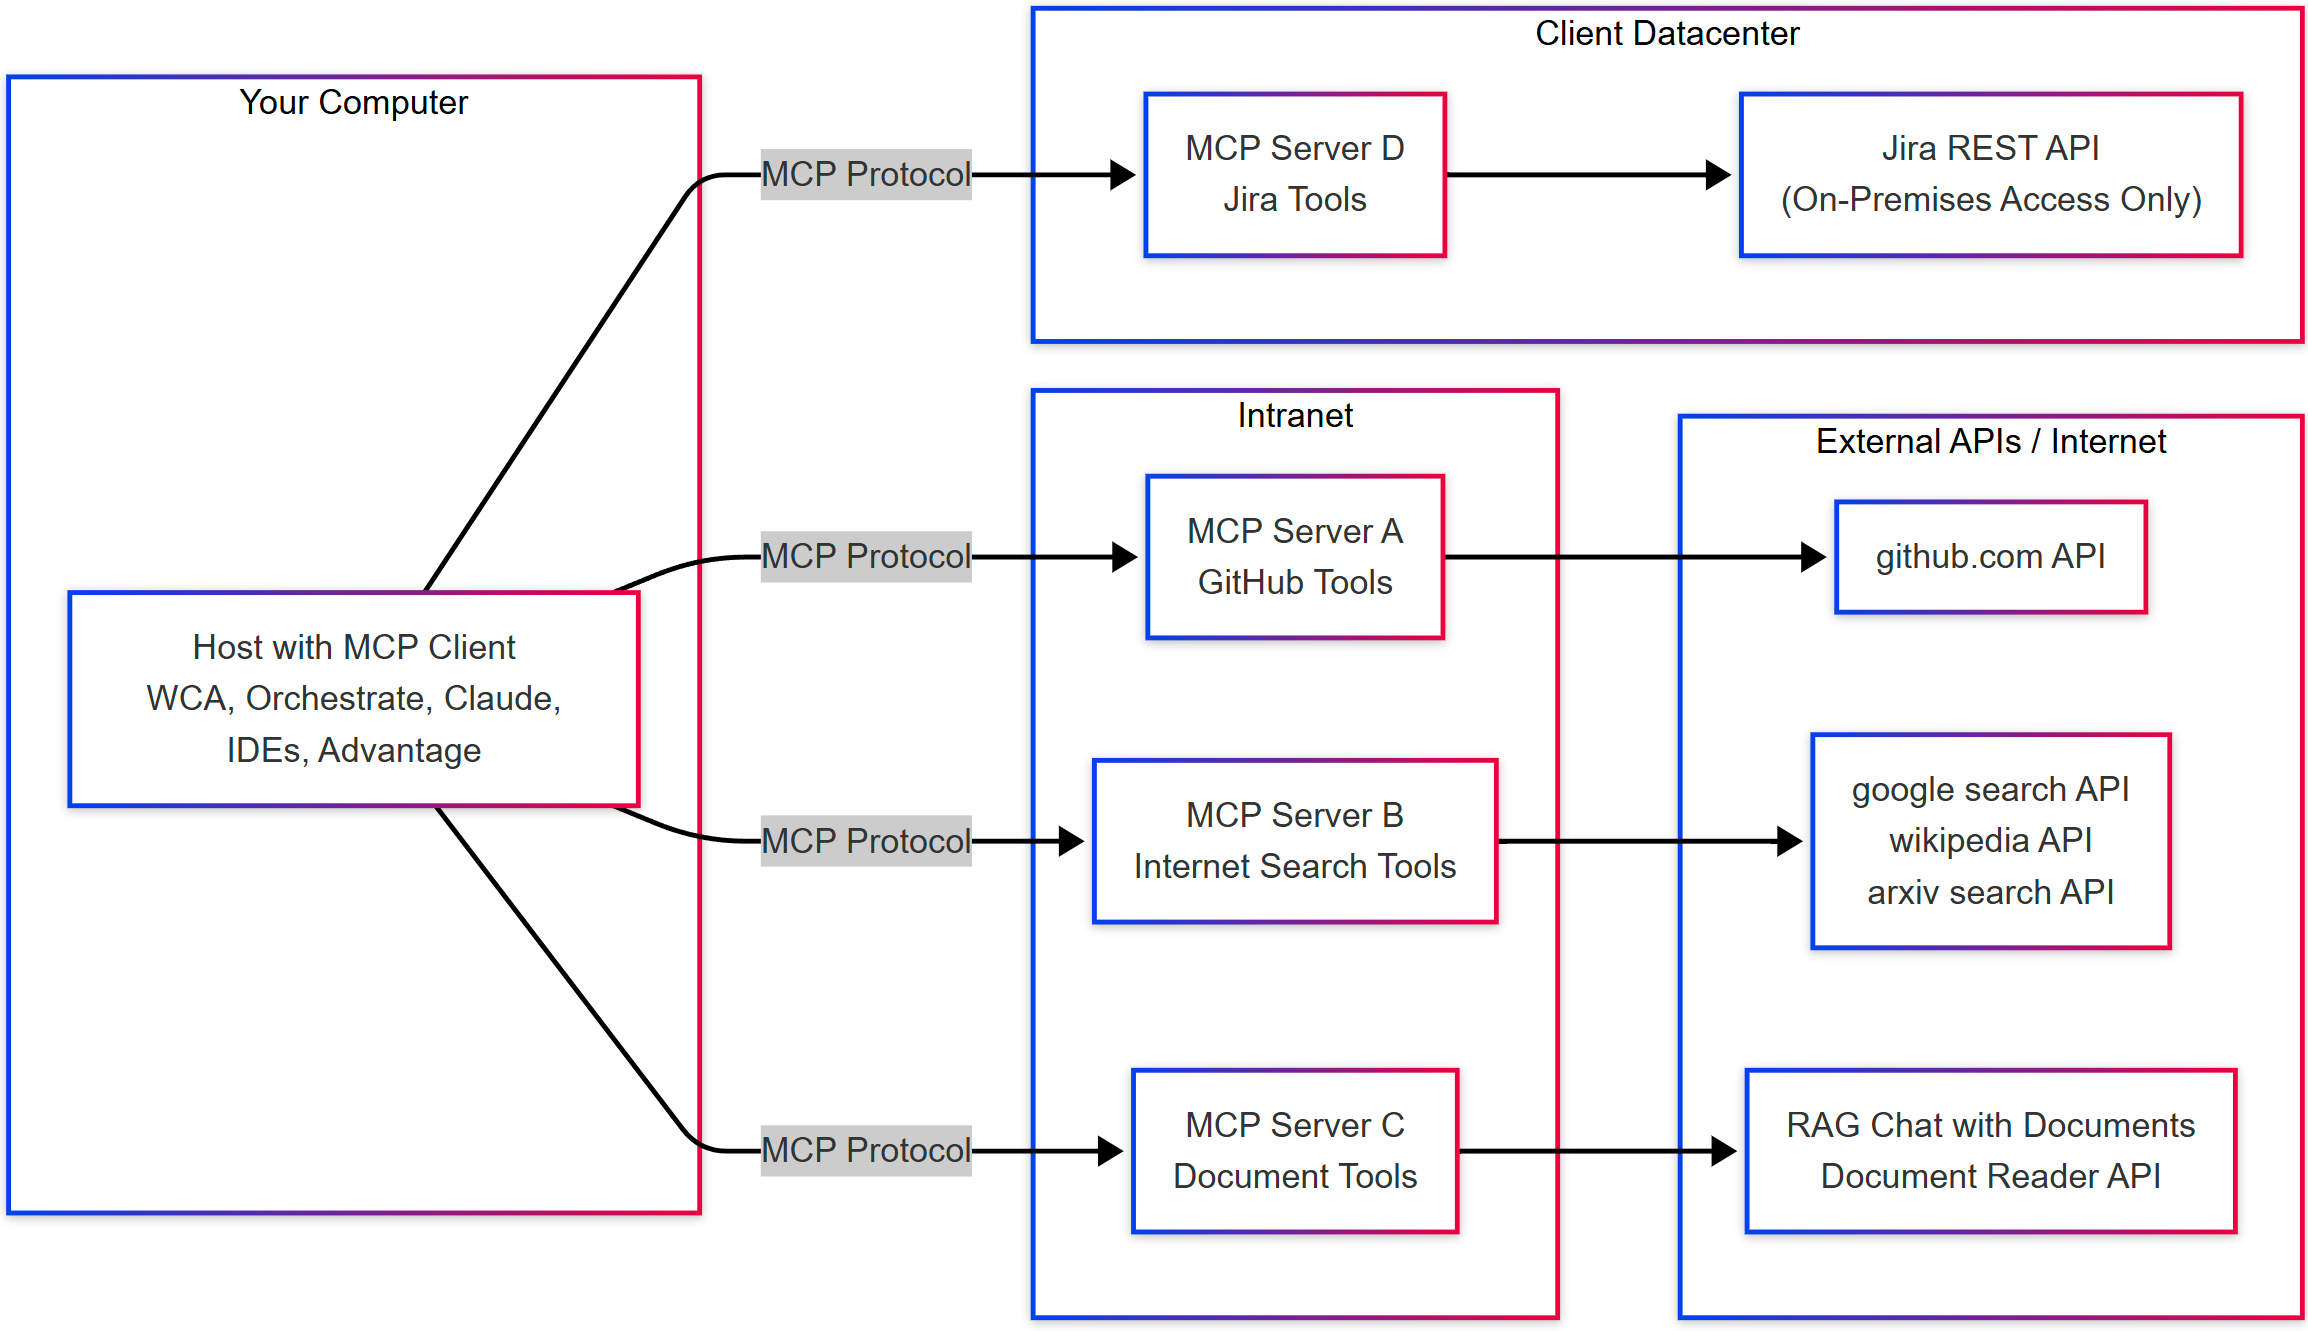 Your Computer
Host with MCP Client
WCA, Orchestrate, Claude,
IDEs, Advantage
MCP Protocol
MCP Protocol
MCP Protocol
MCP Protocol
Client Datacenter
MCP Server D
Jira Tools
Jira REST API
(On-Premises Access Only)
Intranet
MCP Server A
GitHub Tools
MCP Server B
Internet Search Tools
MCP Server C
Document Tools
External APIs / Internet
github.com API
google search API
wikipedia API
arxiv search API
RAG Chat with Documents
Document Reader API